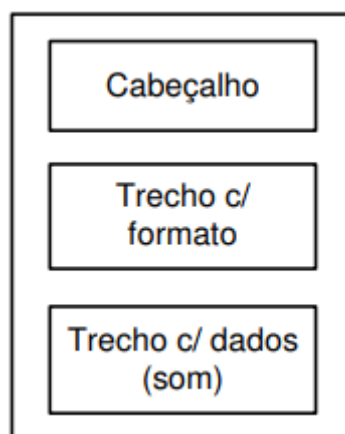 Cabeçalho
Trecho c/
formato
Trecho c/ dados
(som)